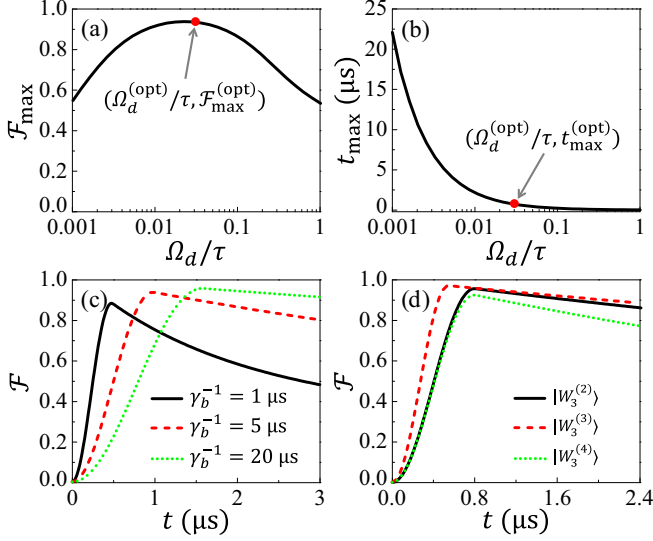 (a)
1.0
0.8
0.6
0.4
0.2
0.0
ℱmax
(Ω_d^(opt)/τ, ℱ_max^(opt))
0.001 0.01 0.1 1
Ω_d/τ
(b)
25
20
15
10
5
0
t_max (μs)
(Ω_d^(opt)/τ, t_max^(opt))
0.001 0.01 0.1 1
Ω_d/τ
(c)
1.0
0.8
0.6
0.4
0.2
0.0
ℱ
γ_b^-1 = 1 μs
γ_b^-1 = 5 μs
γ_b^-1 = 20 μs
0 1 2 3
t (μs)
(d)
1.0
0.8
0.6
0.4
0.2
0.0
ℱ
|W_3^(2)⟩
|W_3^(3)⟩
|W_3^(4)⟩
0.0 0.8 1.6 2.4
t (μs)